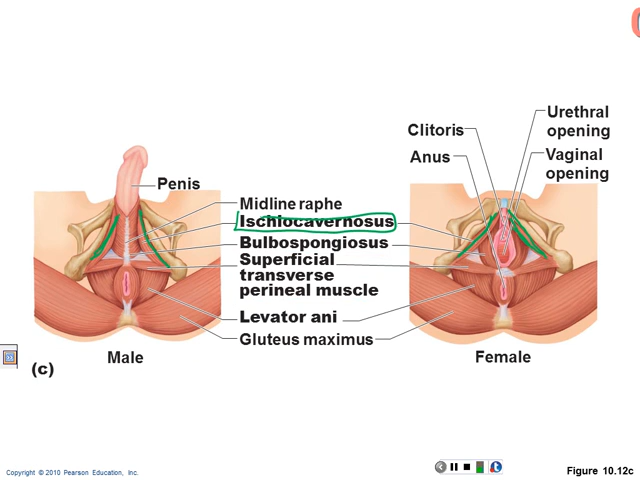 Urethral
opening
Clitoris
Anus
Vaginal
opening
Penis
Midline raphe
Ischiocavernosus
Bulbospongiosus
Superficial
transverse
perineal muscle
Levator ani
Gluteus maximus
Male
Female
(c)
Copyright © 2010 Pearson Education, Inc.
Figure 10.12c